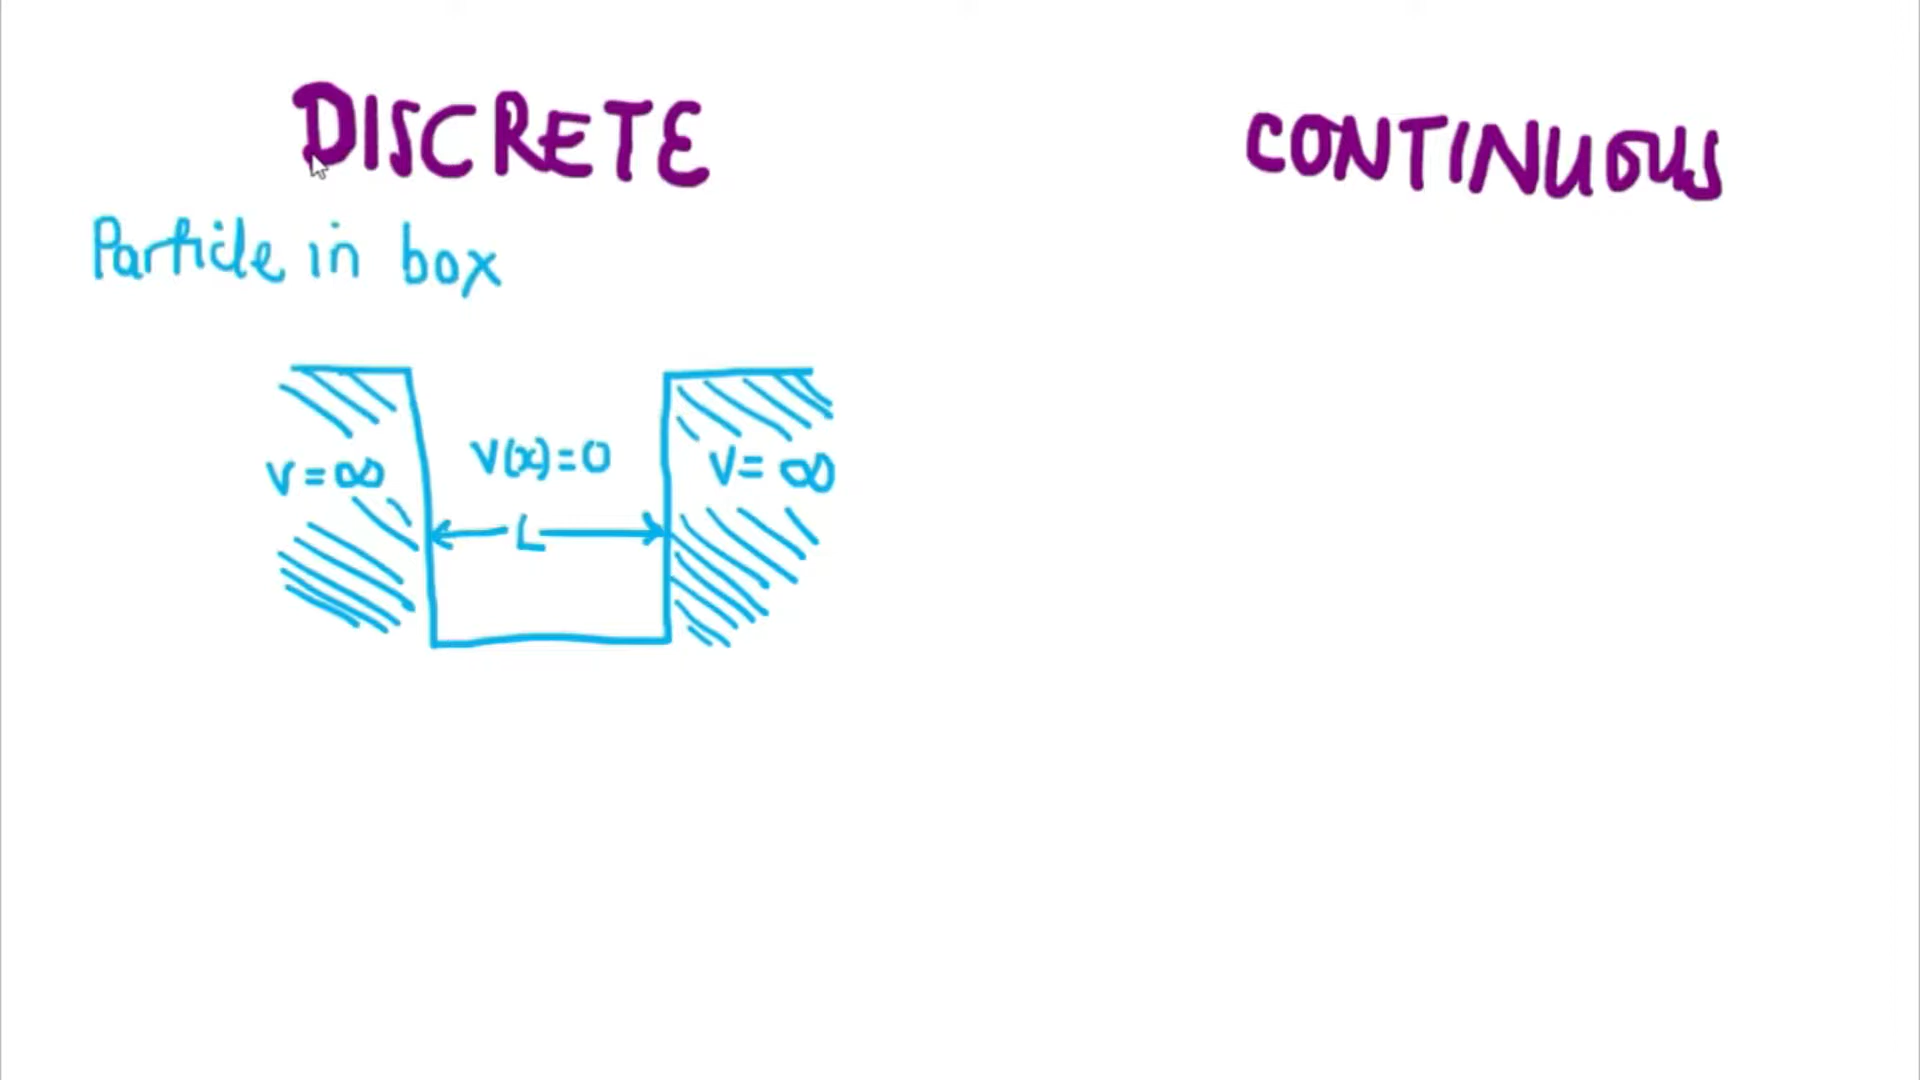 DISCRETE
CONTINUOUS
Particle in box
V(x)=0
V=∞
V=∞
L